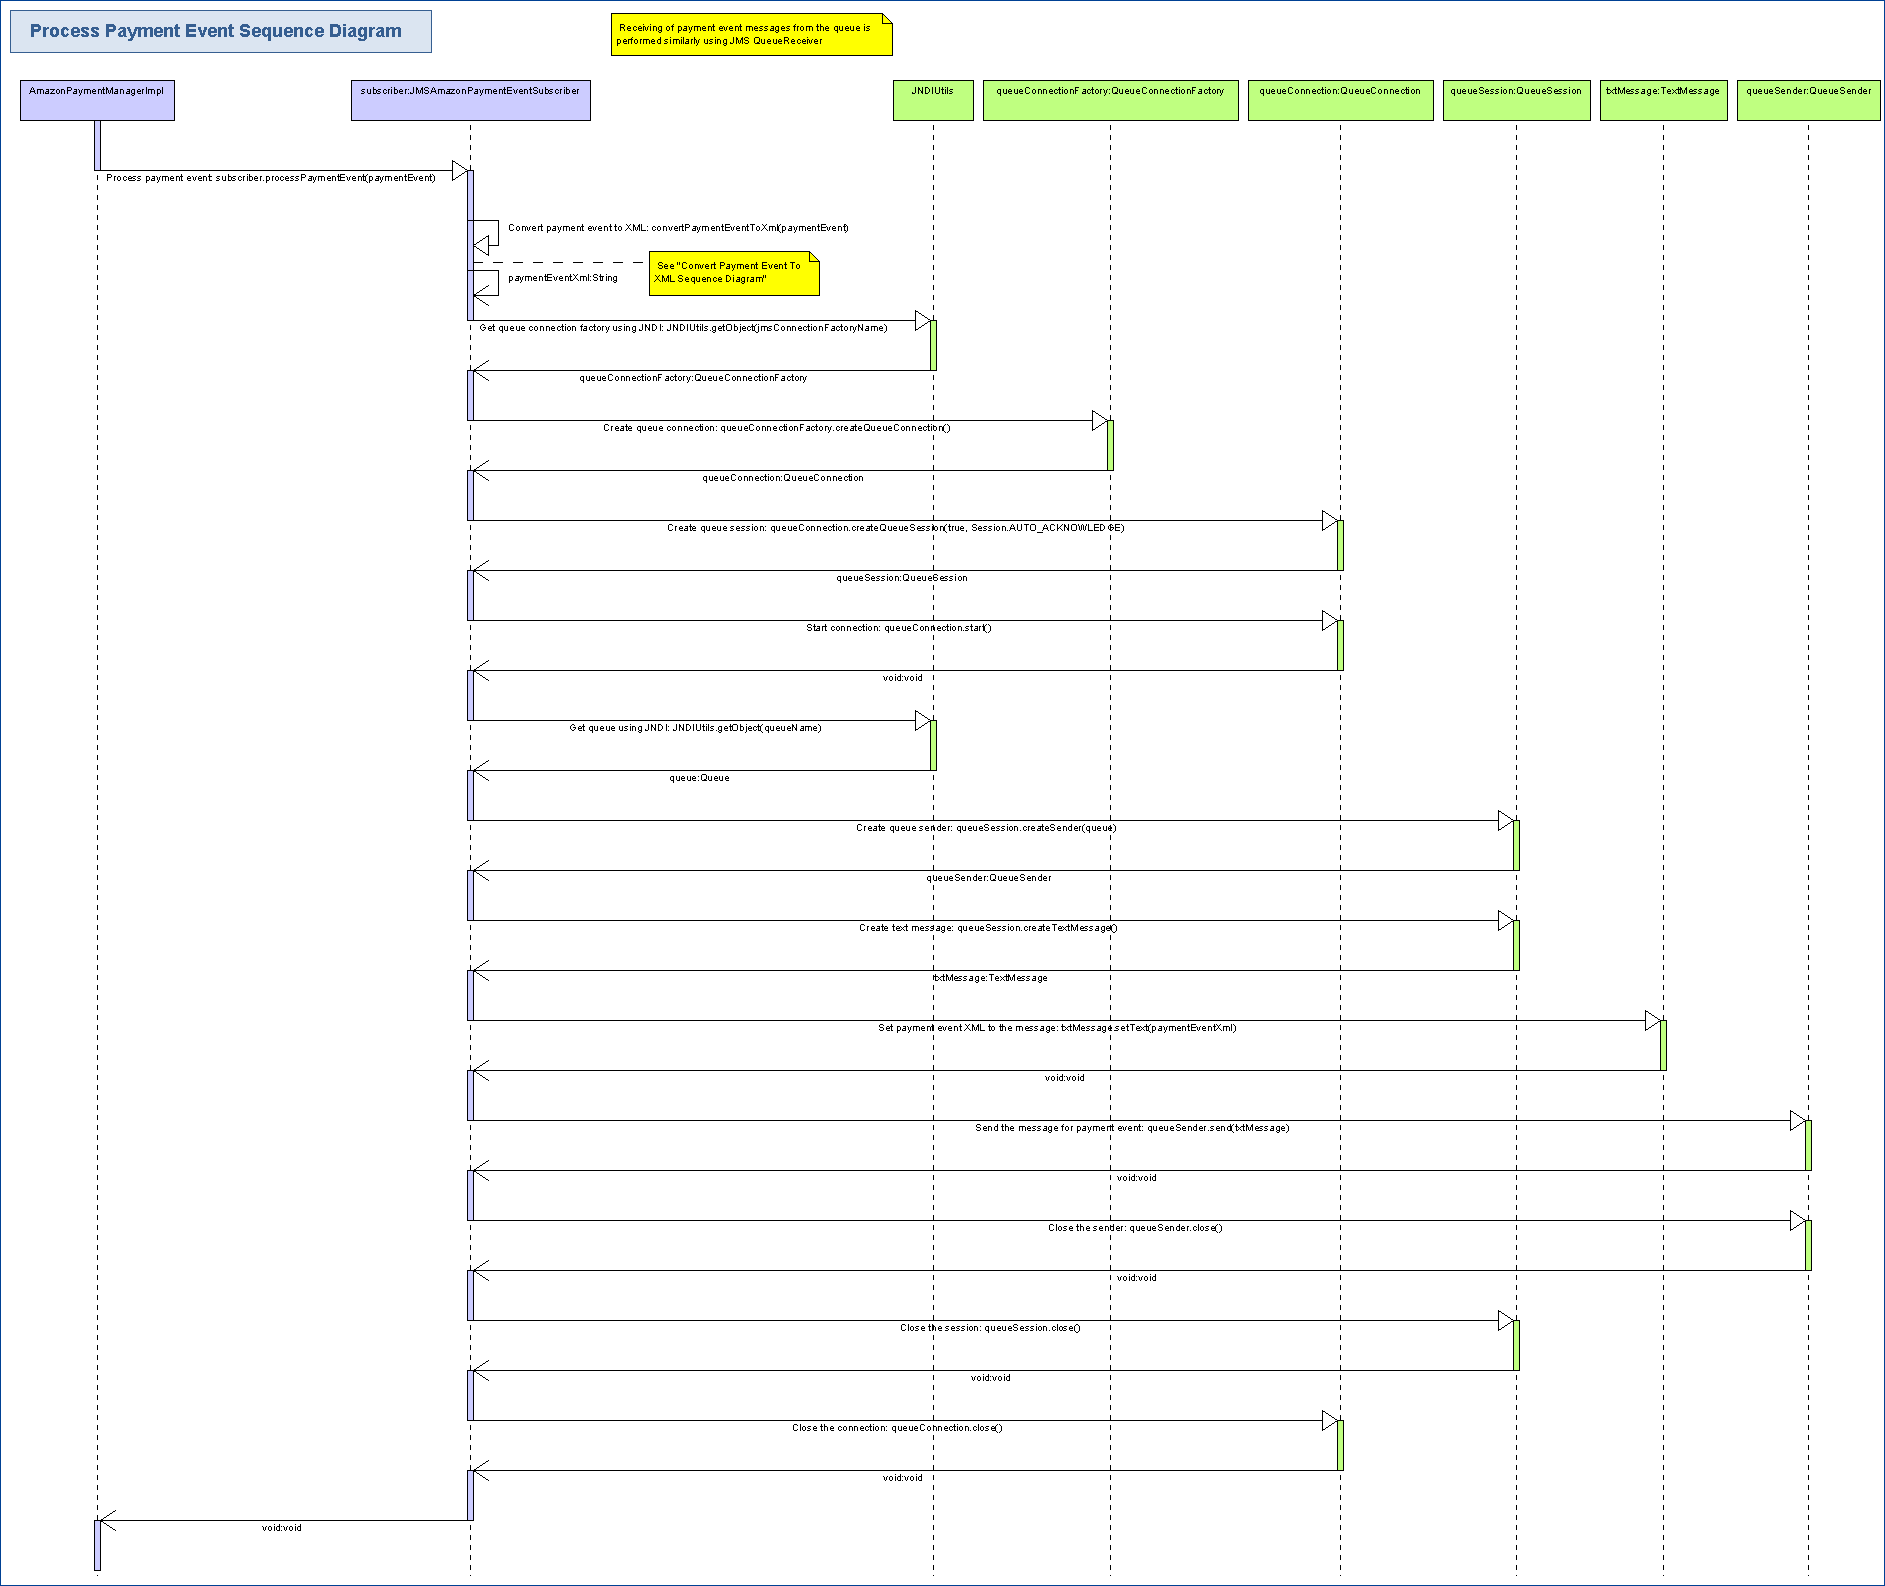 Process Payment Event Sequence Diagram
Receiving of payment event messages from the queue is
performed similarly using JMS QueueReceiver
AmazonPaymentManagerImpl
subscriber:JMSAmazonPaymentEventSubscriber
JNDIUtils
queueConnectionFactory:QueueConnectionFactory
queueConnection:QueueConnection
queueSession:QueueSession
txtMessage:TextMessage
queueSender:QueueSender
Process payment event: subscriber.processPaymentEvent(paymentEvent)
Convert payment event to XML: convertPaymentEventToXml(paymentEvent)
See "Convert Payment Event To
XML Sequence Diagram"
paymentEventXml:String
Get queue connection factory using JNDI: JNDIUtils.getObject(jmsConnectionFactoryName)
queueConnectionFactory:QueueConnectionFactory
Create queue connection: queueConnectionFactory.createQueueConnection()
queueConnection:QueueConnection
Create queue session: queueConnection.createQueueSession(true, Session.AUTO_ACKNOWLEDGE)
queueSession:QueueSession
Start connection: queueConnection.start()
void:void
Get queue using JNDI: JNDIUtils.getObject(queueName)
queue:Queue
Create queue sender: queueSession.createSender(queue)
queueSender:QueueSender
Create text message: queueSession.createTextMessage()
txtMessage:TextMessage
Set payment event XML to the message: txtMessage.setText(paymentEventXml)
void:void
Send the message for payment event: queueSender.send(txtMessage)
void:void
Close the sender: queueSender.close()
void:void
Close the session: queueSession.close()
void:void
Close the connection: queueConnection.close()
void:void
void:void